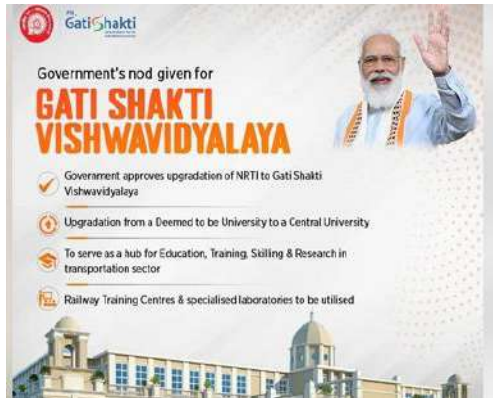 PM
GatiShakti
Government's nod given for
GATI SHAKTI
VISHWAVIDYALAYA
Government approves upgradation of NRTI to Gati Shakti
Vishwavidyalaya
Upgradation from a Deemed to be University to a Central University
To serve as a hub for Education, Training, Skilling & Research in
transportation sector
Railway Training Centres & specialised laboratories to be utilised